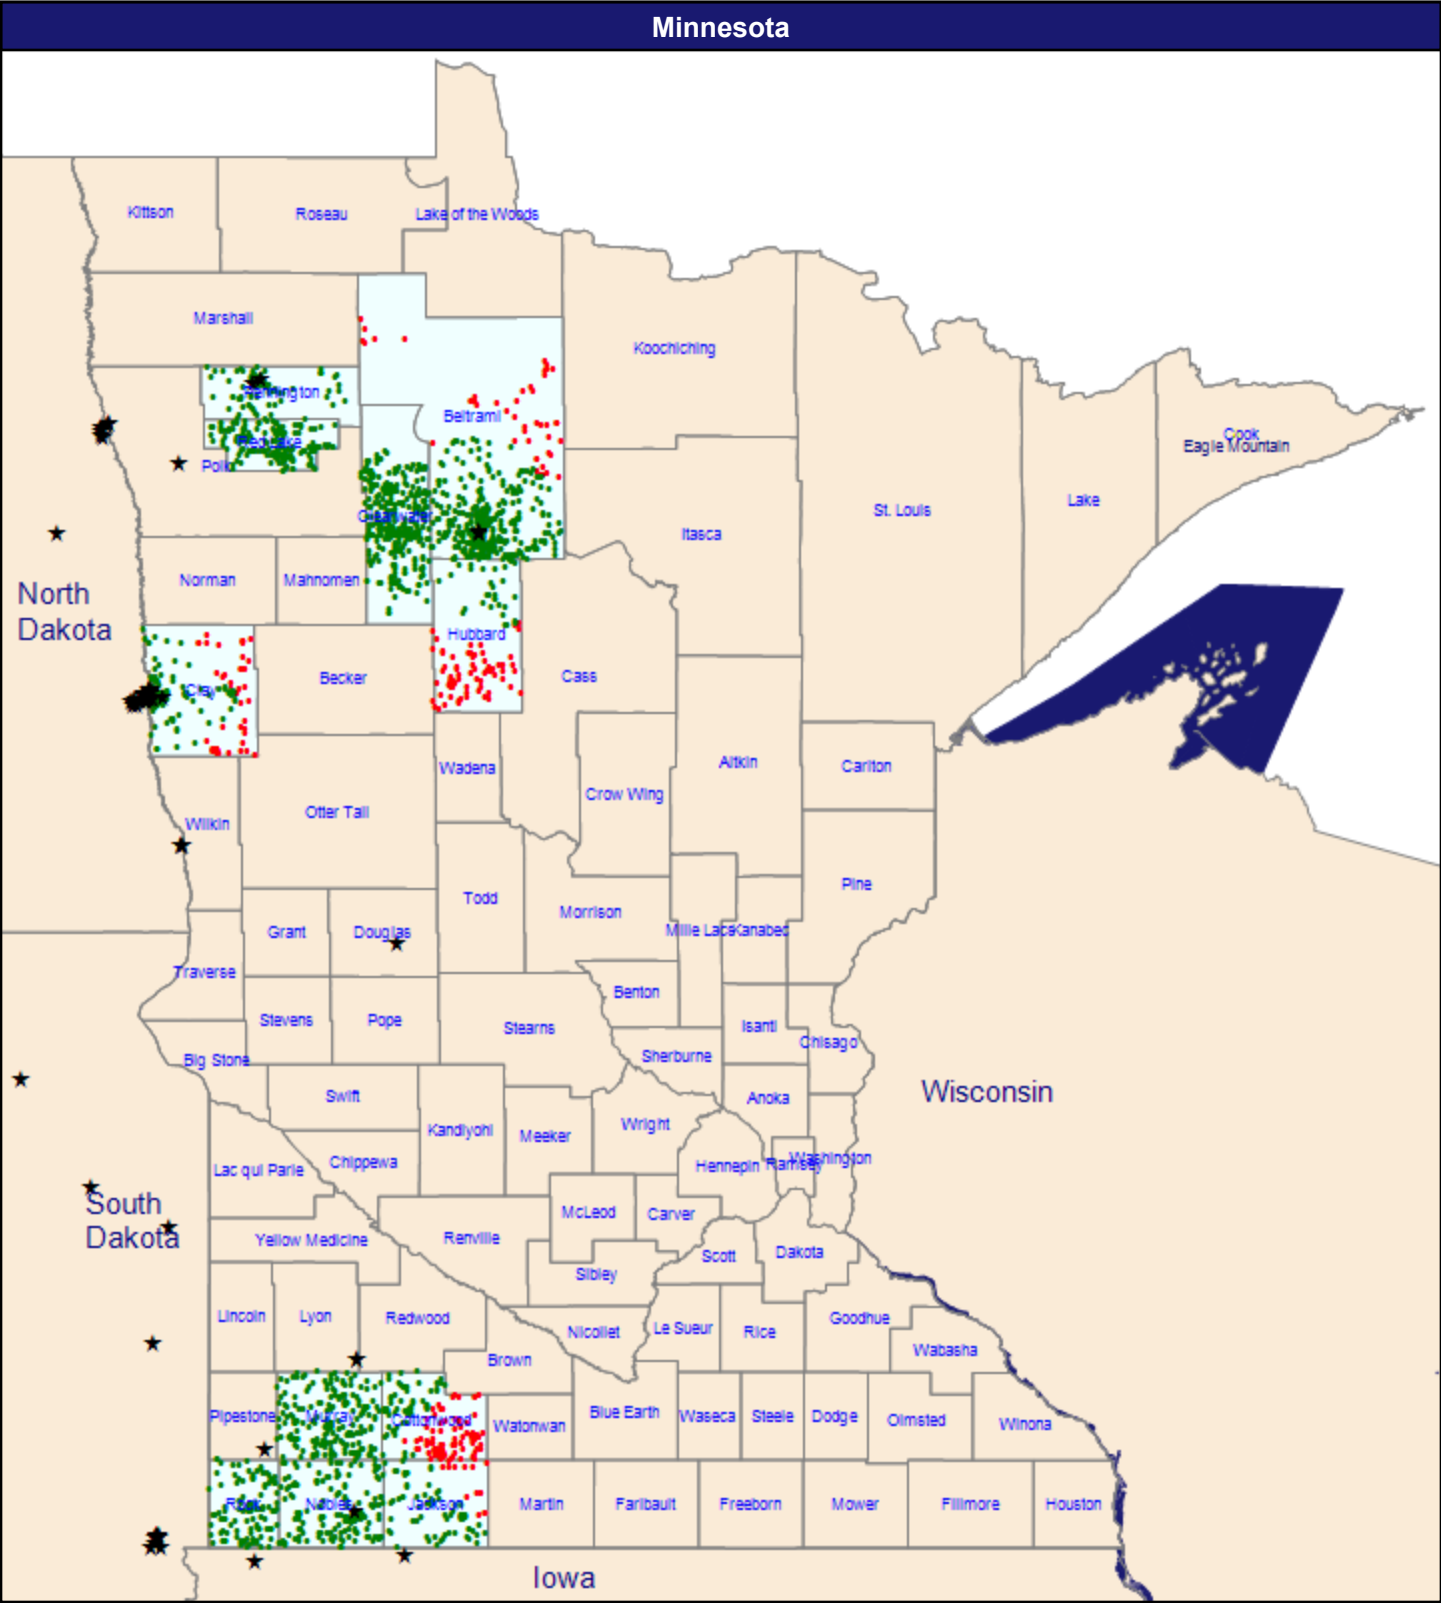 Minnesota
Kittson
Roseau
Lake of the Woods
Marshall
Koochiching
Pennington
Beltrami
Red Lake
Polk
Cook
Eagle Mountain
Lake
St. Louis
Clearwater
Itasca
Norman
Mahnomen
North
Dakota
Hubbard
Cass
Becker
Clay
Wadena
Aitkin
Carlton
Crow Wing
Otter Tail
Wilkin
Pine
Todd
Morrison
Mille Lacs
Kanabec
Grant
Douglas
Traverse
Benton
Stevens
Pope
Stearns
Isanti
Chisago
Sherburne
Big Stone
Wisconsin
Swift
Anoka
Wright
Kandiyohi
Meeker
Chippewa
Hennepin
Ramsey
Washington
Lac qui Parle
South
Dakota
McLeod
Carver
Yellow Medicine
Renville
Scott
Dakota
Sibley
Lincoln
Lyon
Redwood
Nicollet
Le Sueur
Rice
Goodhue
Wabasha
Brown
Pipestone
Murray
Cottonwood
Watonwan
Blue Earth
Waseca
Steele
Dodge
Olmsted
Winona
Rock
Nobles
Jackson
Martin
Faribault
Freeborn
Mower
Fillmore
Houston
Iowa